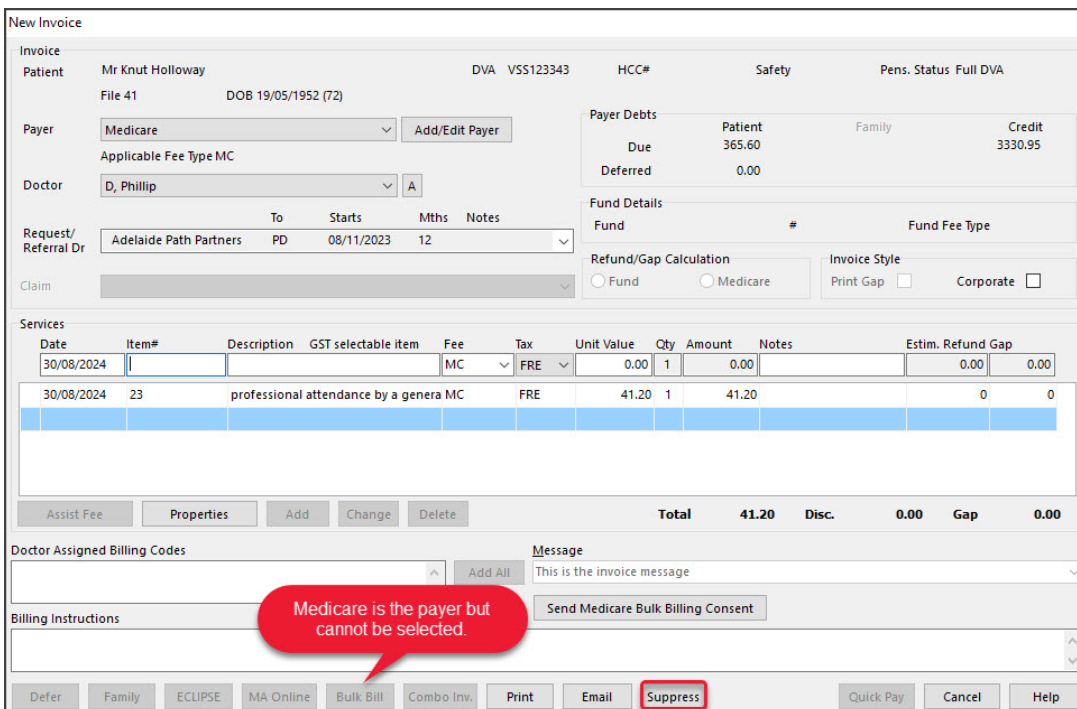 New Invoice
Invoice
Patient Mr Knut Holloway DVA VSS123343 HCC# Safety Pens. Status Full DVA
File 41 DOB 19/05/1952 (72)
Payer Medicare Add/Edit Payer
Applicable Fee Type MC
Doctor D, Phillip A
To Starts Mths Notes
Request/
Referral Dr Adelaide Path Partners PD 08/11/2023 12
Claim
Payer Debts
Patient Family Credit
Due 365.60 3330.95
Deferred 0.00
Fund Details
Fund # Fund Fee Type
Refund/Gap Calculation
Fund Medicare
Invoice Style
Print Gap Corporate
Services
Date Item# Description GST selectable item Fee Tax Unit Value Qty Amount Notes Estim. Refund Gap
30/08/2024 MC FRE 0.00 1 0.00 0.00 0.00
30/08/2024 23 professional attendance by a genera MC FRE 41.20 1 41.20 0 0
Assist Fee Properties Add Change Delete Total 41.20 Disc. 0.00 Gap 0.00
Doctor Assigned Billing Codes
Add All
Message
This is the invoice message
Send Medicare Bulk Billing Consent
Billing Instructions
Medicare is the payer but
cannot be selected.
Defer Family ECLIPSE MA Online Bulk Bill Combo Inv. Print Email Suppress Quick Pay Cancel Help